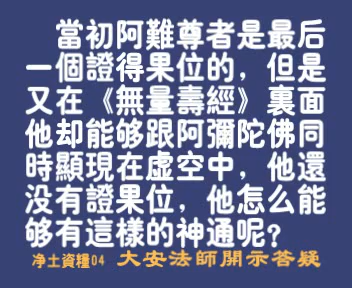 當初阿難尊者是最后
一個證得果位的，但是
又在《無量壽經》裏面
他却能够跟阿彌陀佛同
時顯現在虚空中，他還
没有證果位，他怎么能
够有這樣的神通呢？
净土資糧04 大安法師開示答疑